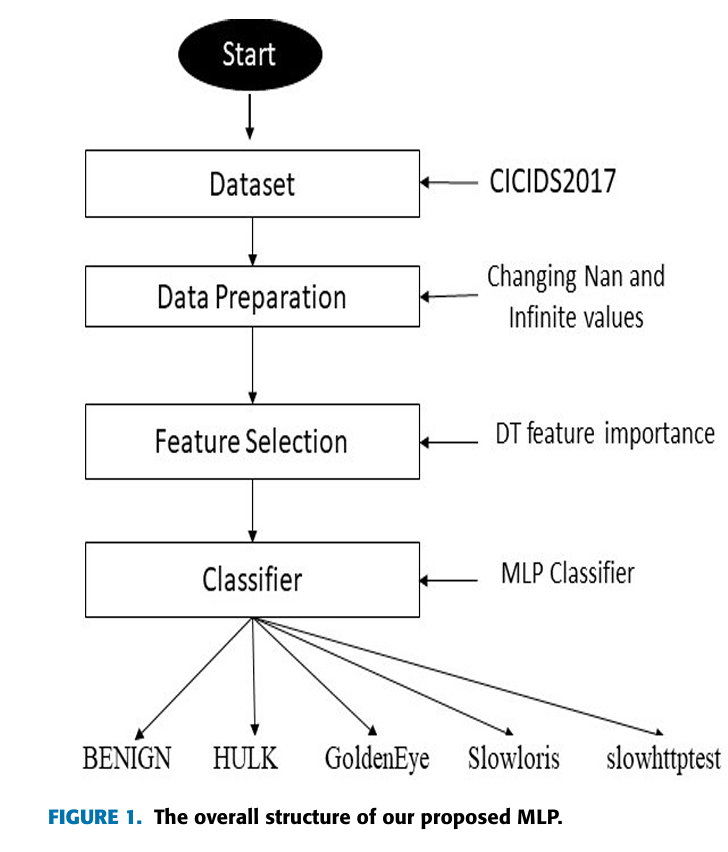 Start
Dataset
CICIDS2017
Data Preparation
Changing Nan and
Infinite values
Feature Selection
DT feature importance
Classifier
MLP Classifier
BENIGN
HULK
GoldenEye
Slowloris
slowhttptest
FIGURE 1. The overall structure of our proposed MLP.